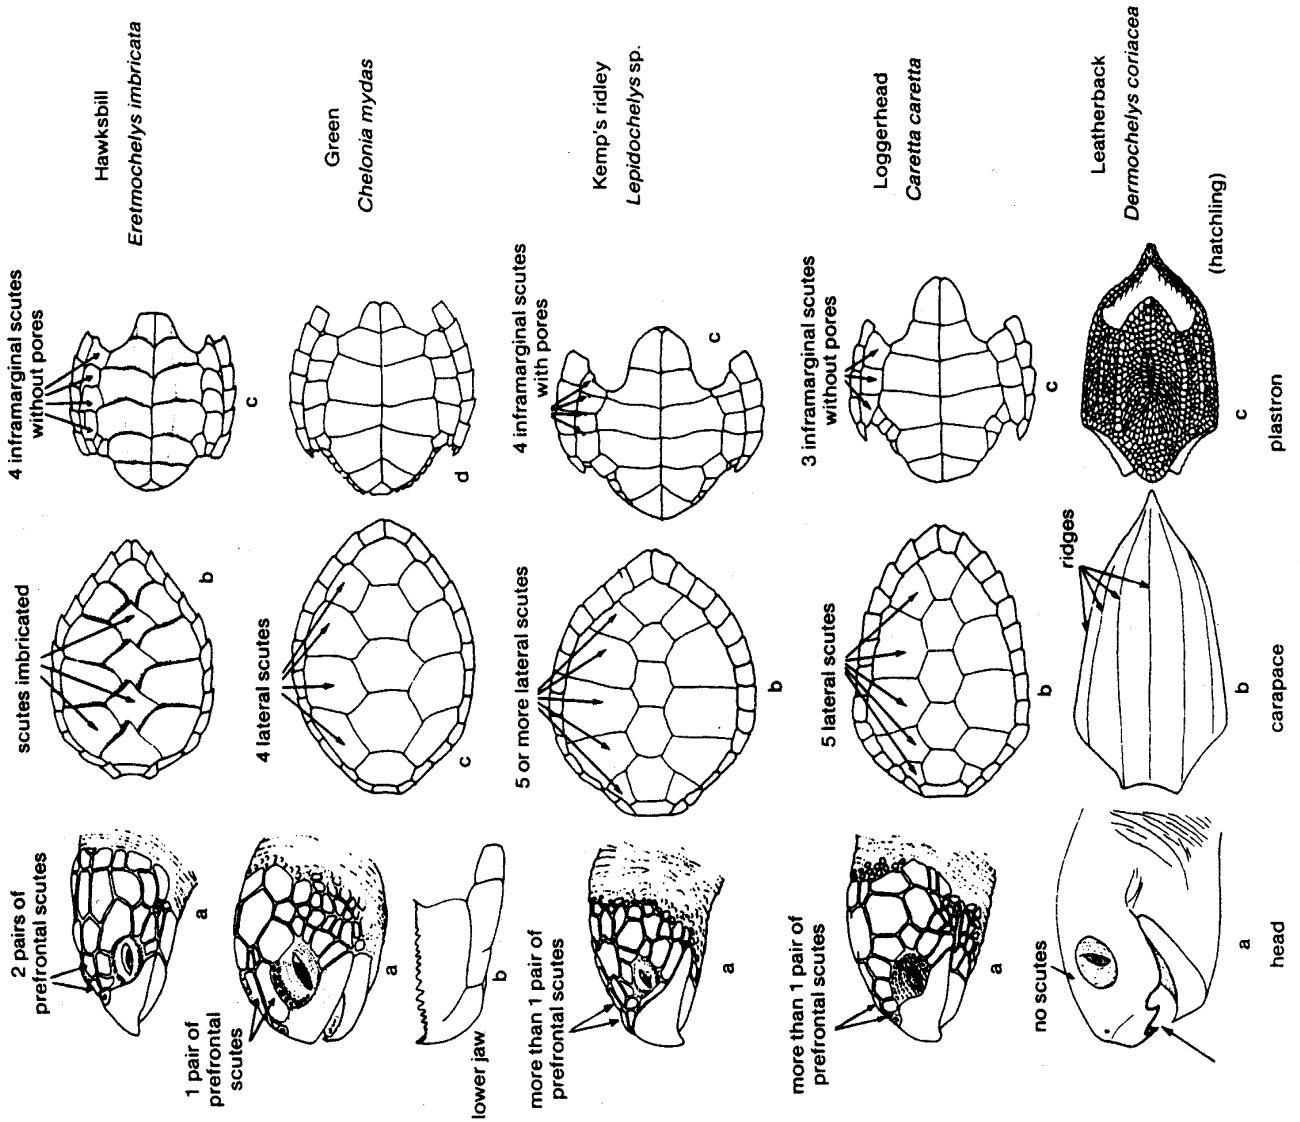 Hawksbill
Eretmochelys imbricata
4 inframarginal scutes
without pores
c
scutes imbricated
b
2 pairs of
prefrontal scutes
a
Green
Chelonia mydas
d
4 lateral scutes
c
1 pair of
prefrontal
scutes
a
b
lower jaw
Kemp's ridley
Lepidochelys sp.
4 inframarginal scutes
with pores
c
5 or more lateral scutes
b
more than 1 pair of
prefrontal scutes
a
Loggerhead
Caretta caretta
3 inframarginal scutes
without pores
c
5 lateral scutes
b
more than 1 pair of
prefrontal scutes
a
Leatherback
Dermochelys coriacea
(hatchling)
c
plastron
ridges
b
carapace
no scutes
a
head